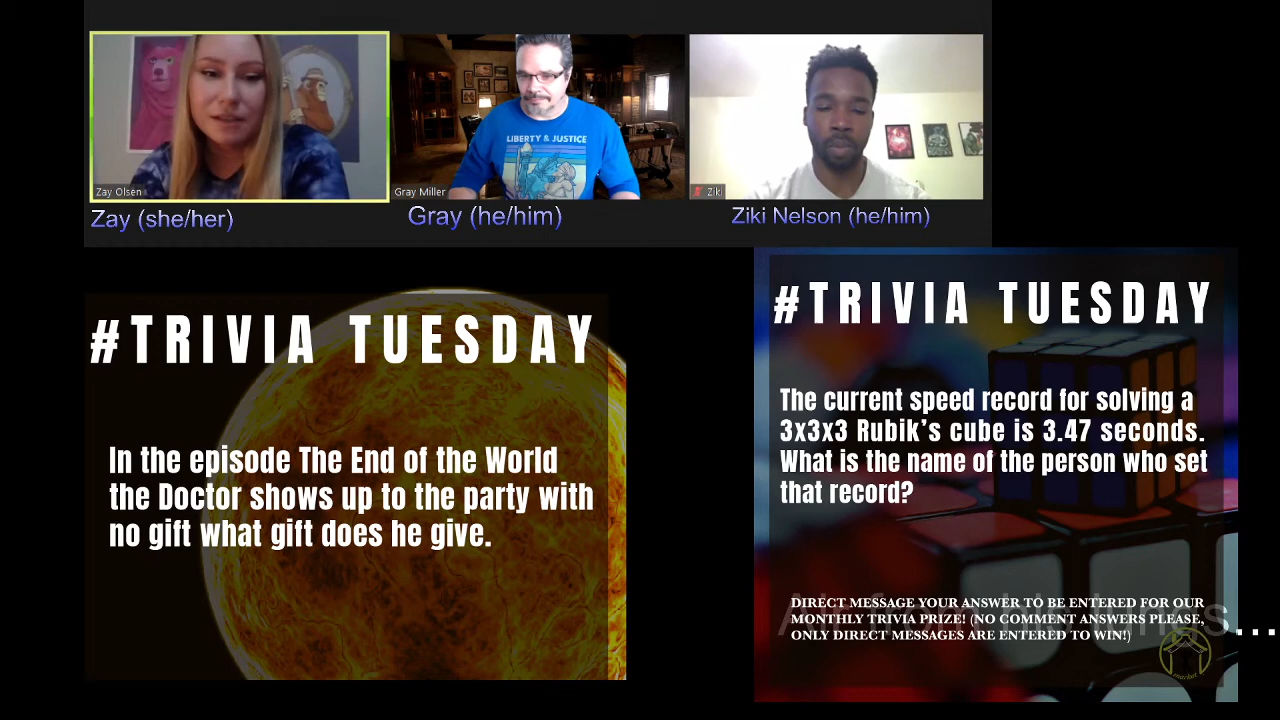 LIBERTY & JUSTICE
Zay Olsen
Gray Miller
Ziki
Zay (she/her)
Gray (he/him)
Ziki Nelson (he/him)
#TRIVIA TUESDAY
In the episode The End of the World
the Doctor shows up to the party with
no gift what gift does he give.
#TRIVIA TUESDAY
The current speed record for solving a
3x3x3 Rubik's cube is 3.47 seconds.
What is the name of the person who set
that record?
DIRECT MESSAGE YOUR ANSWER TO BE ENTERED FOR OUR
MONTHLY TRIVIA PRIZE! (NO COMMENT ANSWERS PLEASE,
ONLY DIRECT MESSAGES ARE ENTERED TO WIN!)
Air from his lungs...